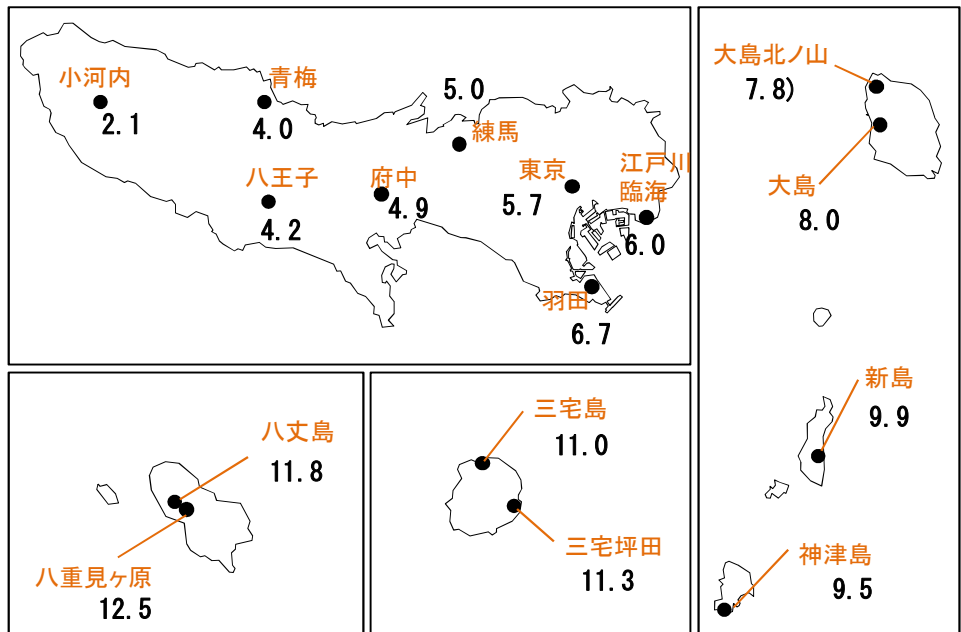 小河内
2.1
青梅
4.0
5.0
練馬
八王子
4.2
府中
4.9
東京
5.7
江戸川
臨海
6.0
羽田
6.7
大島北ノ山
7.8)
大島
8.0
新島
9.9
神津島
9.5
八丈島
11.8
八重見ヶ原
12.5
三宅島
11.0
三宅坪田
11.3